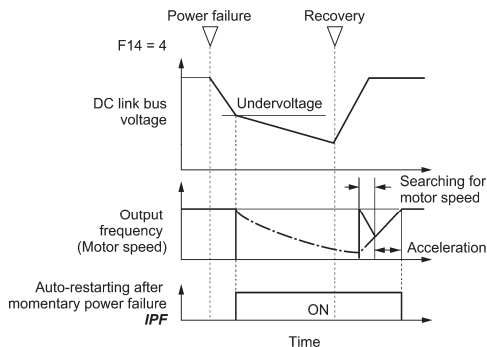 Power failure
Recovery
F14 = 4
DC link bus
voltage
Undervoltage
Searching for
motor speed
Output
frequency
(Motor speed)
Acceleration
Auto-restarting after
momentary power failure
IPF
ON
Time